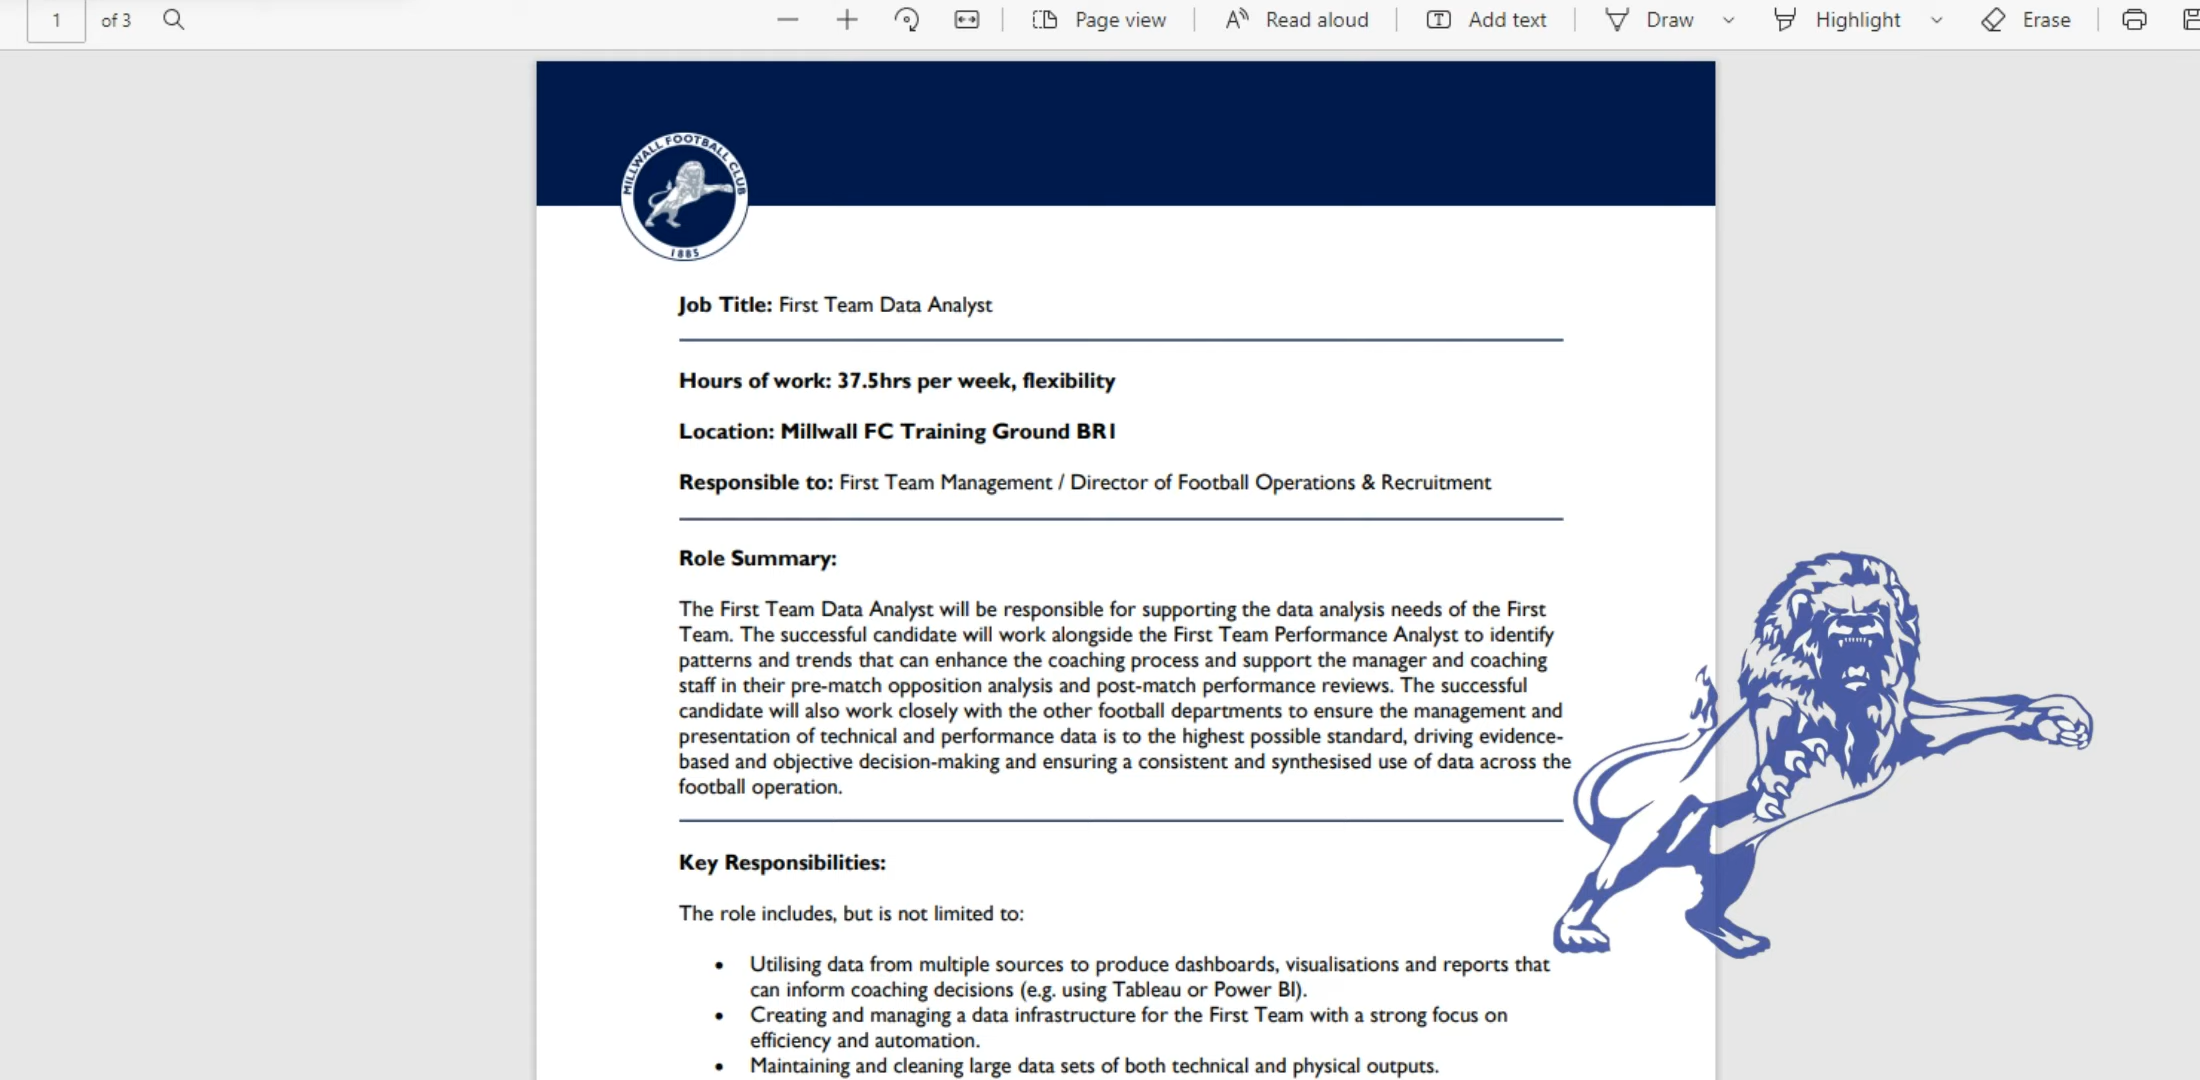 1 of 3 Page view Read aloud Add text Draw Highlight Erase
MILLWALL FOOTBALL CLUB
1885
Job Title: First Team Data Analyst
Hours of work: 37.5hrs per week, flexibility
Location: Millwall FC Training Ground BR1
Responsible to: First Team Management / Director of Football Operations & Recruitment
Role Summary:
The First Team Data Analyst will be responsible for supporting the data analysis needs of the First
Team. The successful candidate will work alongside the First Team Performance Analyst to identify
patterns and trends that can enhance the coaching process and support the manager and coaching
staff in their pre-match opposition analysis and post-match performance reviews. The successful
candidate will also work closely with the other football departments to ensure the management and
presentation of technical and performance data is to the highest possible standard, driving evidence-
based and objective decision-making and ensuring a consistent and synthesised use of data across the
football operation.
Key Responsibilities:
The role includes, but is not limited to:
• Utilising data from multiple sources to produce dashboards, visualisations and reports that
can inform coaching decisions (e.g. using Tableau or Power BI).
• Creating and managing a data infrastructure for the First Team with a strong focus on
efficiency and automation.
• Maintaining and cleaning large data sets of both technical and physical outputs.